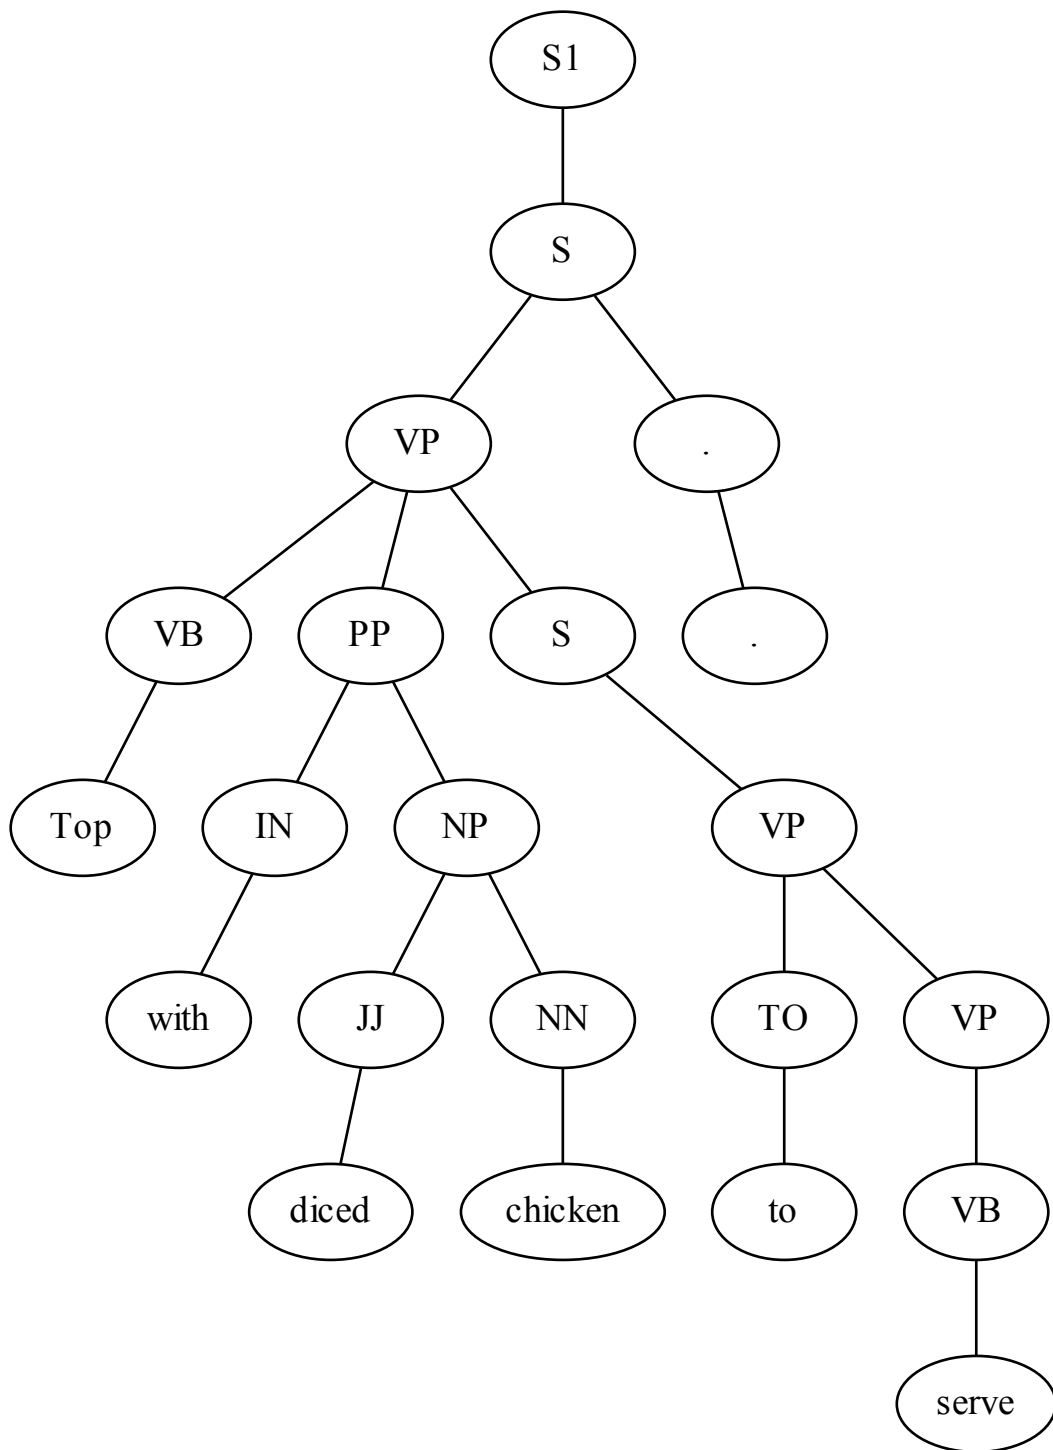 S1
S
VP .
VB PP S .
Top IN NP VP
with JJ NN TO VP
diced chicken to VB
serve